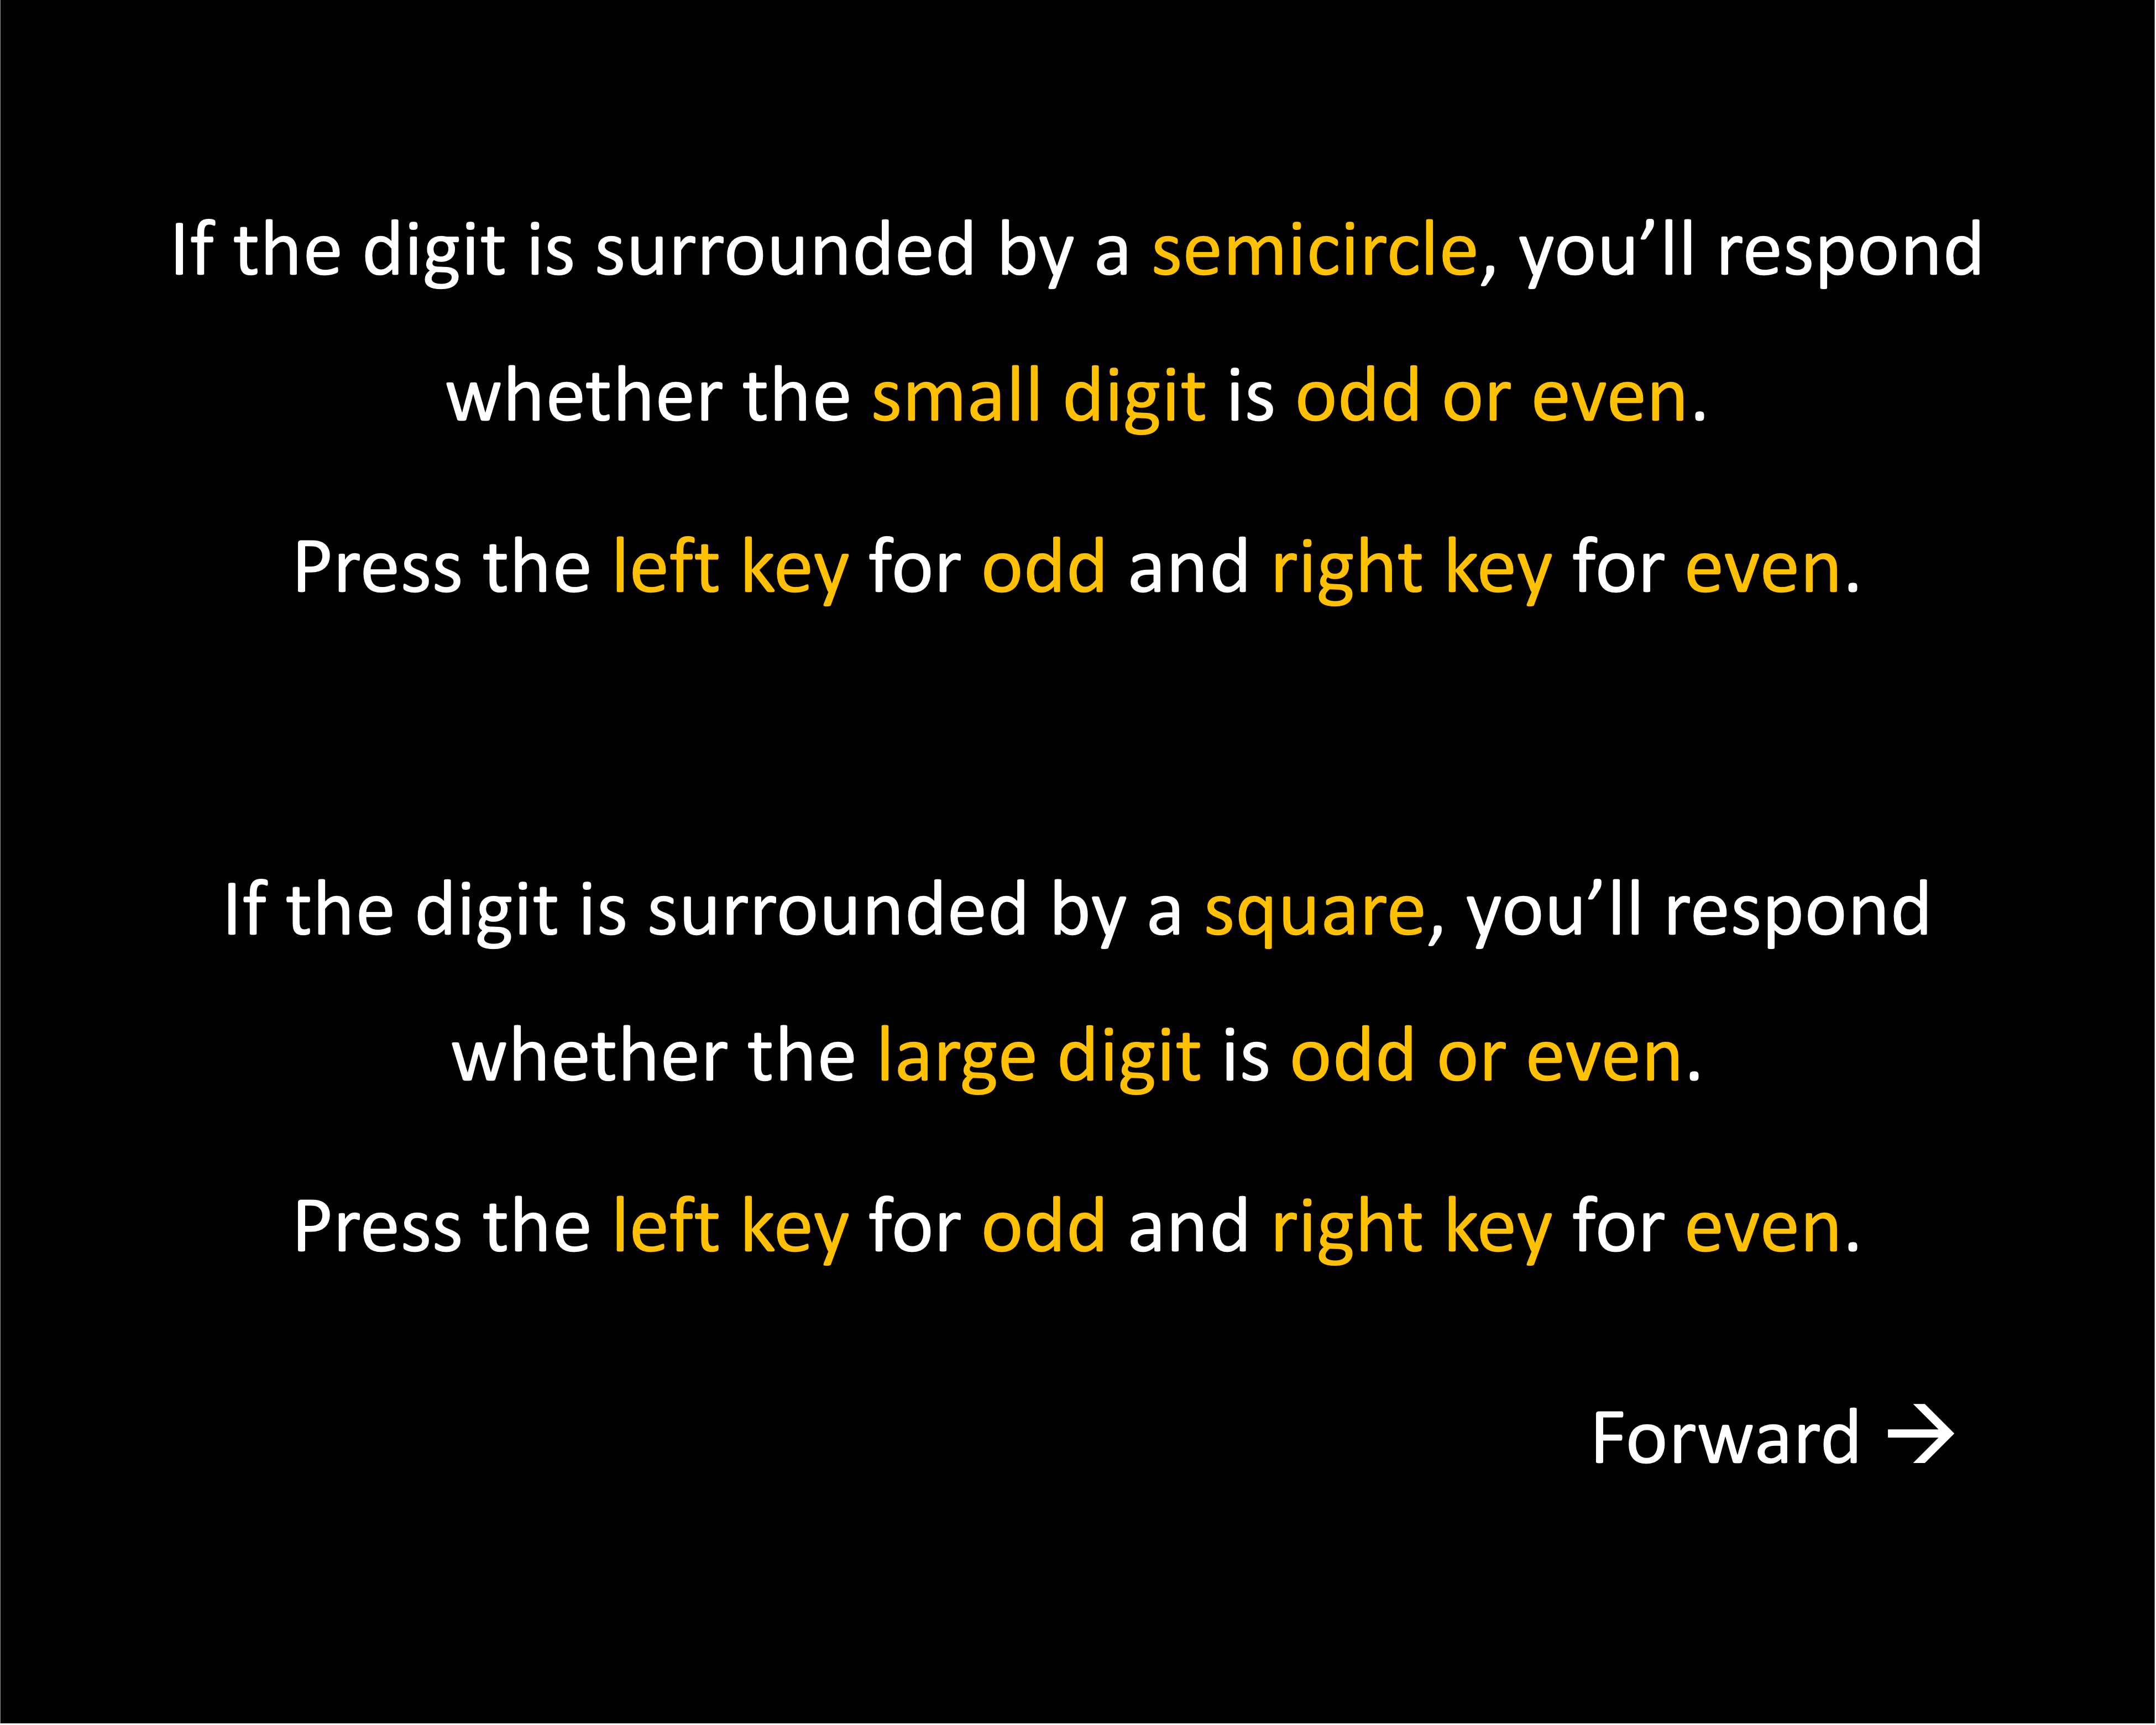 If the digit is surrounded by a semicircle, you’ll respond
whether the small digit is odd or even.
Press the left key for odd and right key for even.
If the digit is surrounded by a square, you’ll respond
whether the large digit is odd or even.
Press the left key for odd and right key for even.
Forward →